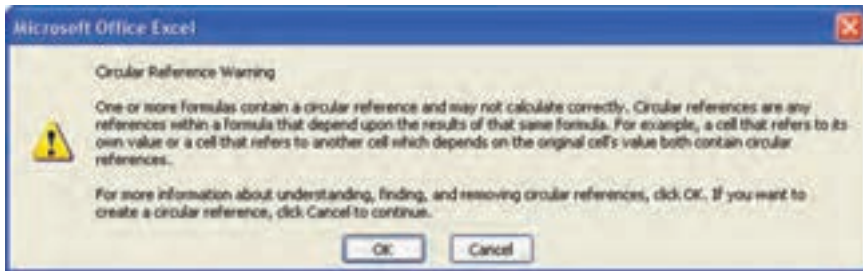 Microsoft Office Excel
Circular Reference Warning
One or more formulas contain a circular reference and may not calculate correctly. Circular references are any
references within a formula that depend upon the results of that same formula. For example, a cell that refers to its
own value or a cell that refers to another cell which depends on the original cell's value both contain circular
references.
For more information about understanding, finding, and removing circular references, click OK. If you want to
create a circular reference, click Cancel to continue.
OK
Cancel